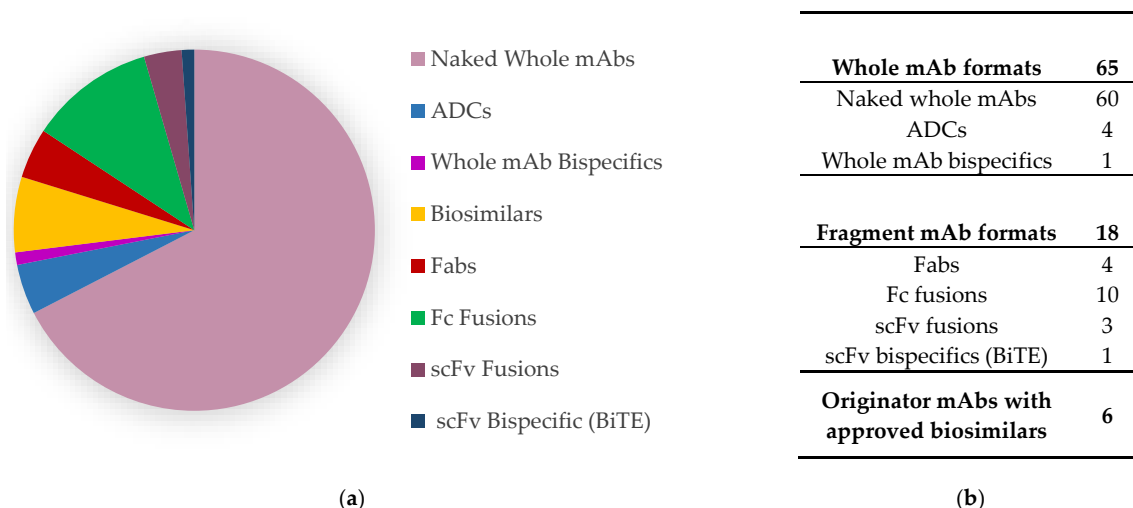 Naked Whole mAbs
ADCs
Whole mAb Bispecifics
Biosimilars
Fabs
Fc Fusions
scFv Fusions
scFv Bispecific (BiTE)
(a)
Whole mAb formats 65
Naked whole mAbs 60
ADCs 4
Whole mAb bispecifics 1
Fragment mAb formats 18
Fabs 4
Fc fusions 10
scFv fusions 3
scFv bispecifics (BiTE) 1
Originator mAbs with
approved biosimilars 6
(b)